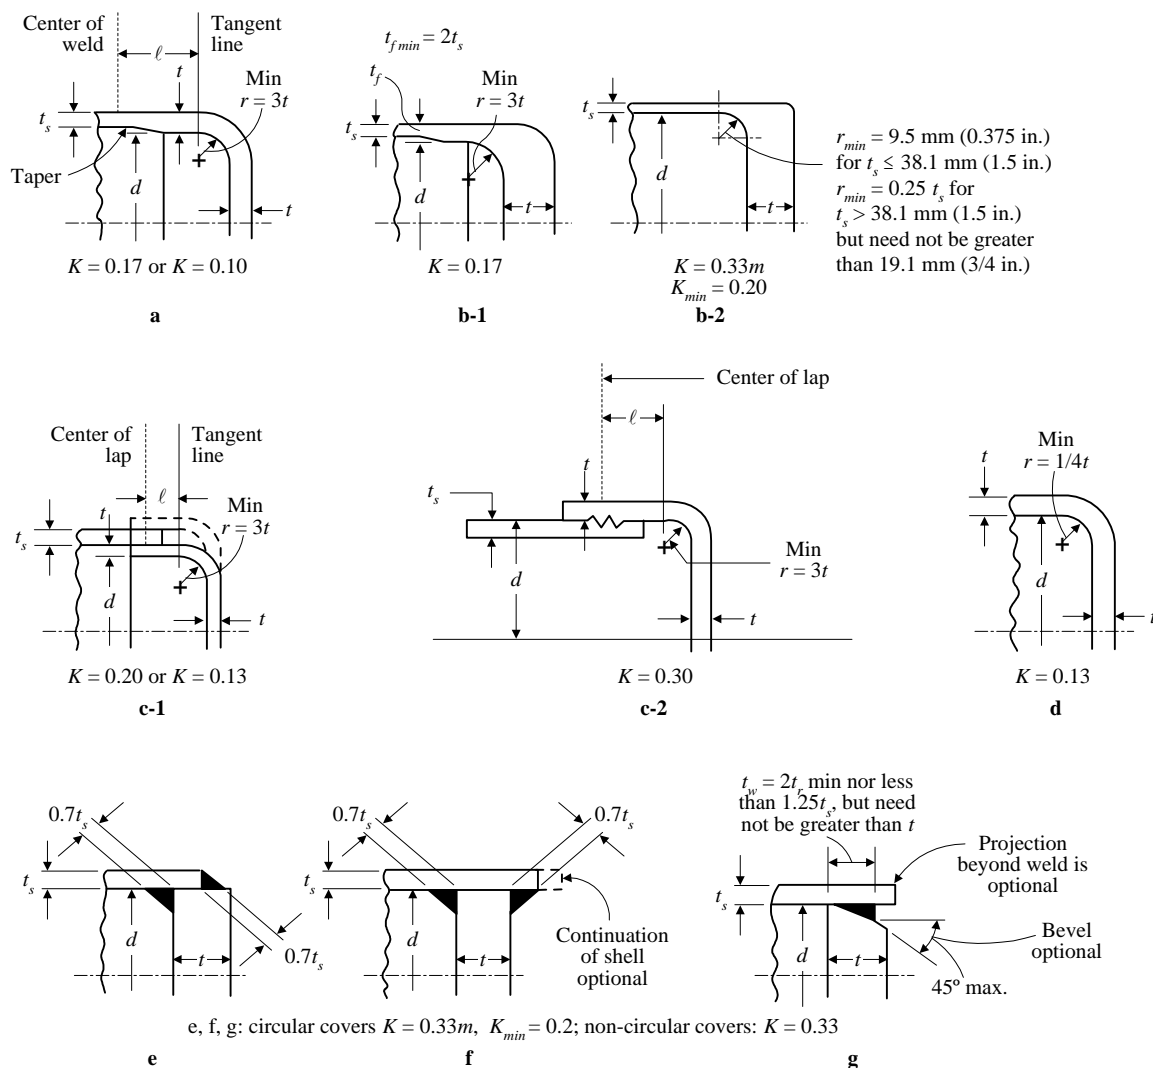 Center of
weld
ℓ
Tangent
line
t
Min
r = 3t
t_s
Taper
d
t
K = 0.17 or K = 0.10
a
t_f min = 2t_s
t_f
Min
r = 3t
t_s
d
t
K = 0.17
b-1
t_s
d
t
K = 0.33m
K_min = 0.20
b-2
r_min = 9.5 mm (0.375 in.)
for t_s ≤ 38.1 mm (1.5 in.)
r_min = 0.25 t_s for
t_s > 38.1 mm (1.5 in.)
but need not be greater
than 19.1 mm (3/4 in.)
Center of
lap
Tangent
line
ℓ
t
Min
r = 3t
t_s
d
t
K = 0.20 or K = 0.13
c-1
Center of lap
ℓ
t
t_s
d
Min
r = 3t
t
K = 0.30
c-2
t
Min
r = 1/4t
d
t
K = 0.13
d
0.7t_s
t_s
d
t
0.7t_s
e
0.7t_s
0.7t_s
t_s
d
t
Continuation
of shell
optional
f
t_w = 2t_r min nor less
than 1.25t_s, but need
not be greater than t
Projection
beyond weld is
optional
t_s
d
t
Bevel
optional
45° max.
e, f, g: circular covers K = 0.33m, K_min = 0.2; non-circular covers: K = 0.33
g